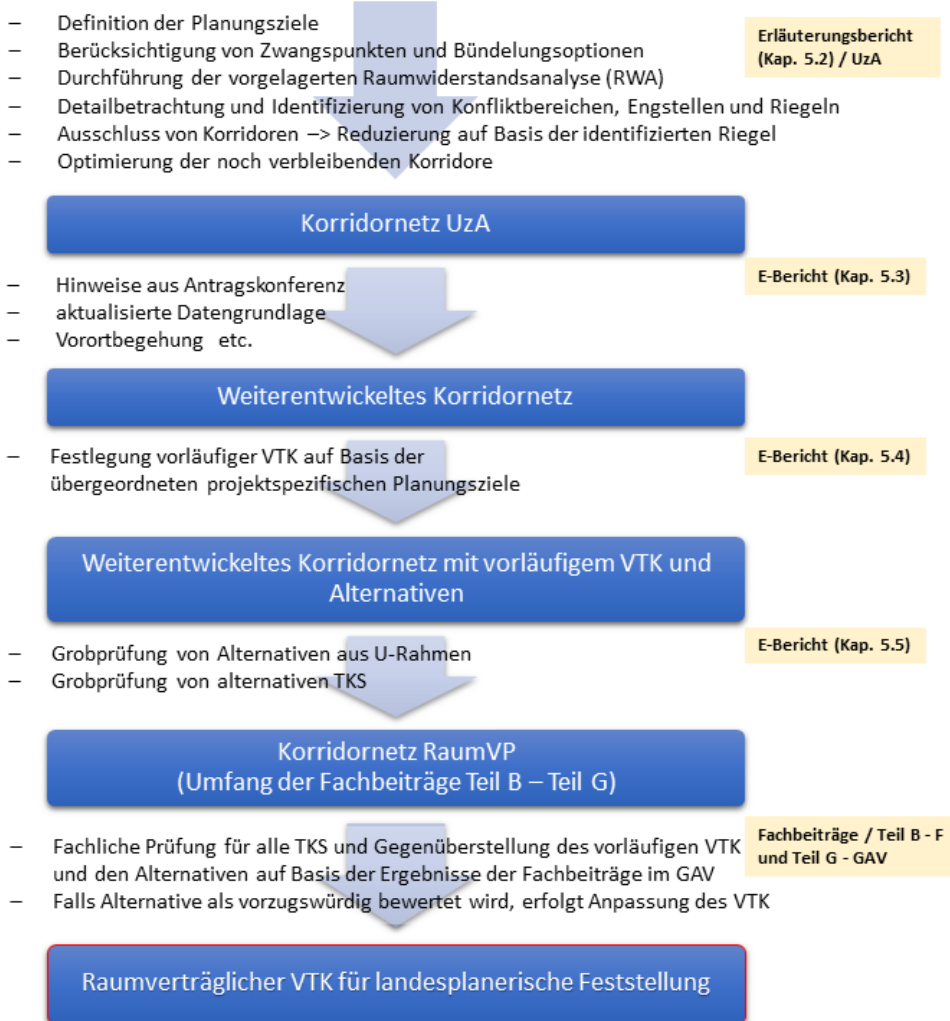 – Definition der Planungsziele
– Berücksichtigung von Zwangspunkten und Bündelungsoptionen
– Durchführung der vorgelagerten Raumwiderstandsanalyse (RWA)
– Detailbetrachtung und Identifizierung von Konfliktbereichen, Engstellen und Riegeln
– Ausschluss von Korridoren –> Reduzierung auf Basis der identifizierten Riegel
– Optimierung der noch verbleibenden Korridore
Erläuterungsbericht
(Kap. 5.2) / UzA
Korridornetz UzA
– Hinweise aus Antragskonferenz
– aktualisierte Datengrundlage
– Vorortbegehung etc.
E-Bericht (Kap. 5.3)
Weiterentwickeltes Korridornetz
– Festlegung vorläufiger VTK auf Basis der
übergeordneten projektspezifischen Planungsziele
E-Bericht (Kap. 5.4)
Weiterentwickeltes Korridornetz mit vorläufigem VTK und
Alternativen
– Grobprüfung von Alternativen aus U-Rahmen
– Grobprüfung von alternativen TKS
E-Bericht (Kap. 5.5)
Korridornetz RaumVP
(Umfang der Fachbeiträge Teil B – Teil G)
– Fachliche Prüfung für alle TKS und Gegenüberstellung des vorläufigen VTK
und den Alternativen auf Basis der Ergebnisse der Fachbeiträge im GAV
– Falls Alternative als vorzugswürdig bewertet wird, erfolgt Anpassung des VTK
Fachbeiträge / Teil B - F
und Teil G - GAV
Raumverträglicher VTK für landesplanerische Feststellung